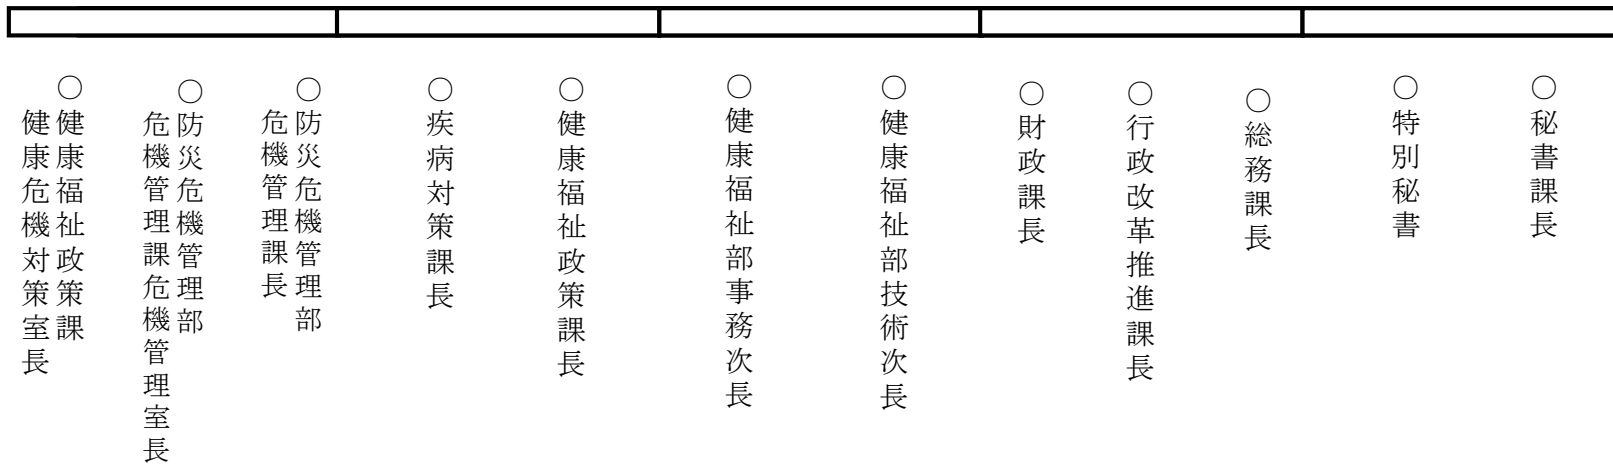 ○秘書課長
○特別秘書
○総務課長
○行政改革推進課長
○財政課長
○健康福祉部技術次長
○健康福祉部事務次長
○健康福祉政策課長
○疾病対策課長
○防災危機管理部
危機管理課長
○防災危機管理部
危機管理課危機管理室長
○健康福祉政策課
健康危機対策室長